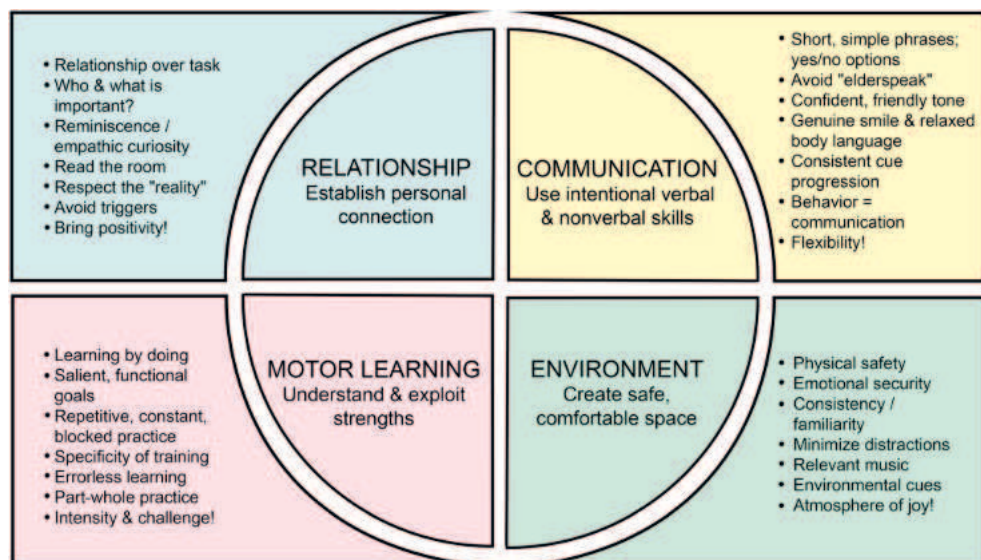 • Relationship over task
• Who & what is
important?
• Reminiscence /
empathic curiosity
• Read the room
• Respect the "reality"
• Avoid triggers
• Bring positivity!
RELATIONSHIP
Establish personal
connection
COMMUNICATION
Use intentional verbal
& nonverbal skills
• Short, simple phrases;
yes/no options
• Avoid "elderspeak"
• Confident, friendly tone
• Genuine smile & relaxed
body language
• Consistent cue
progression
• Behavior =
communication
• Flexibility!
• Learning by doing
• Salient, functional
goals
• Repetitive, constant,
blocked practice
• Specificity of training
• Errorless learning
• Part-whole practice
• Intensity & challenge!
MOTOR LEARNING
Understand & exploit
strengths
ENVIRONMENT
Create safe,
comfortable space
• Physical safety
• Emotional security
• Consistency /
familiarity
• Minimize distractions
• Relevant music
• Environmental cues
• Atmosphere of joy!